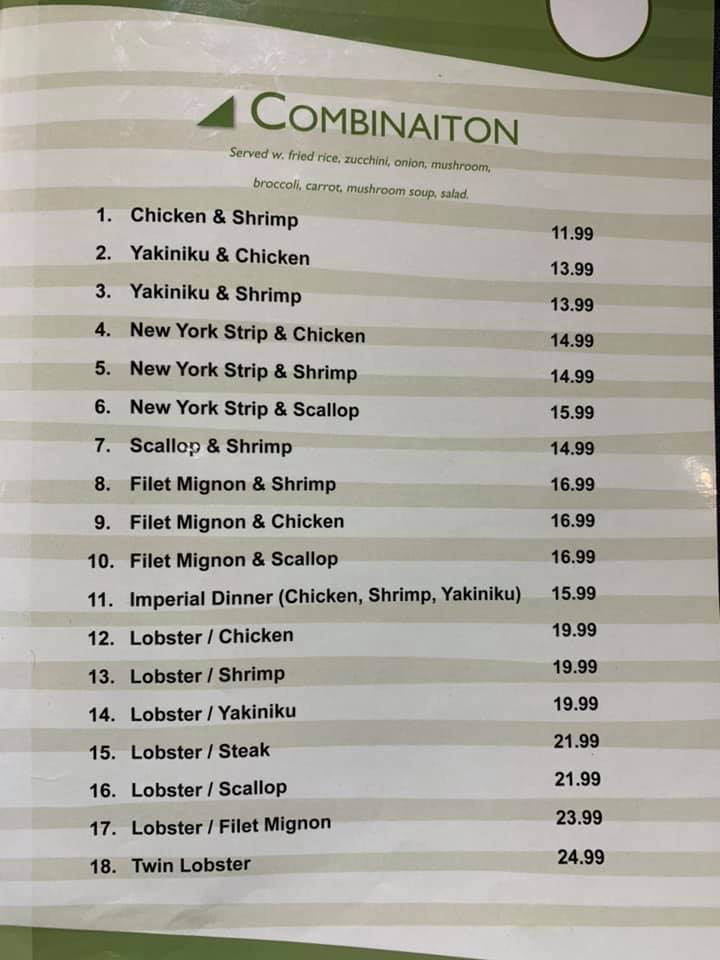 COMBINAITON
Served w. fried rice, zucchini, onion, mushroom,
broccoli, carrot, mushroom soup, salad.
1. Chicken & Shrimp 11.99
2. Yakiniku & Chicken 13.99
3. Yakiniku & Shrimp 13.99
4. New York Strip & Chicken 14.99
5. New York Strip & Shrimp 14.99
6. New York Strip & Scallop 15.99
7. Scallop & Shrimp 14.99
8. Filet Mignon & Shrimp 16.99
9. Filet Mignon & Chicken 16.99
10. Filet Mignon & Scallop 16.99
11. Imperial Dinner (Chicken, Shrimp, Yakiniku) 15.99
12. Lobster / Chicken 19.99
13. Lobster / Shrimp 19.99
14. Lobster / Yakiniku 19.99
15. Lobster / Steak 21.99
16. Lobster / Scallop 21.99
17. Lobster / Filet Mignon 23.99
18. Twin Lobster 24.99